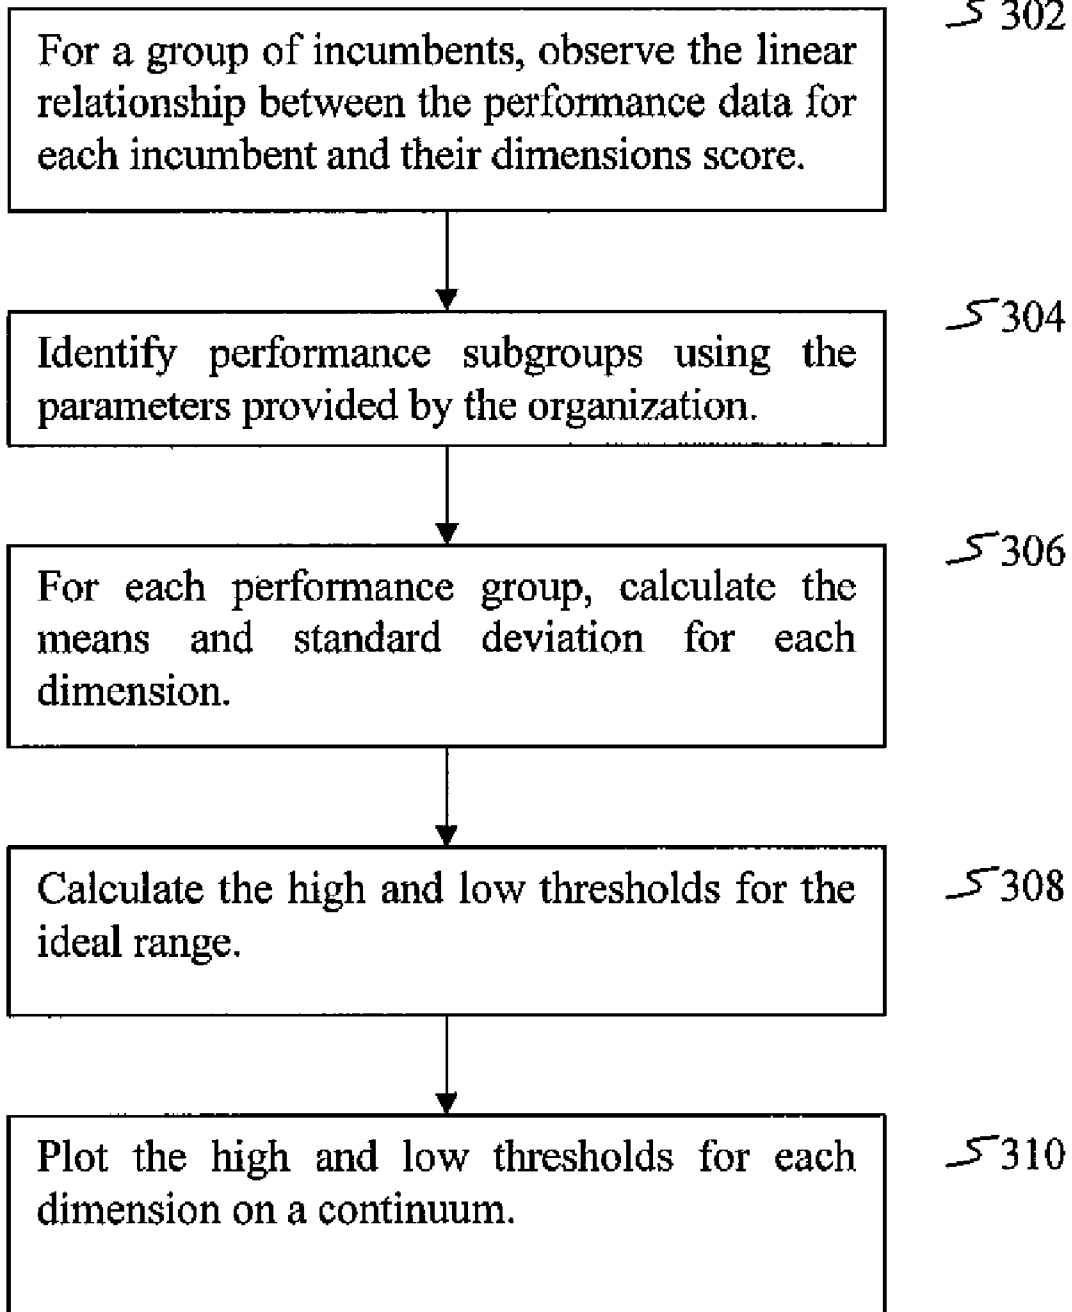 302
For a group of incumbents, observe the linear
relationship between the performance data for
each incumbent and their dimensions score.
304
Identify performance subgroups using the
parameters provided by the organization.
306
For each performance group, calculate the
means and standard deviation for each
dimension.
308
Calculate the high and low thresholds for the
ideal range.
310
Plot the high and low thresholds for each
dimension on a continuum.